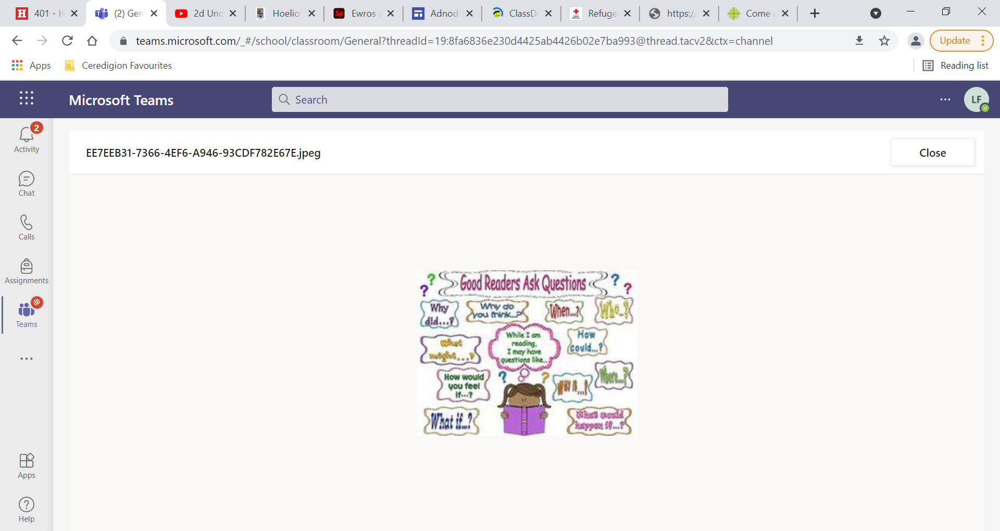 401 - H
(2) Gen
2d Und
Hoelio'
Sp
Ewros 2
Adnod
ClassD
Refuge
https:/
Come
teams.microsoft.com/_#/school/classroom/General?threadId=19:8fa6836e230d4425ab4426b02e7ba993@thread.tacv2&ctx=channel
Update
Apps
Ceredigion Favourites
Reading list
Microsoft Teams
Search
LF
2
Activity
EE7EEB31-7366-4EF6-A946-93CDF782E67E.jpeg
Close
Chat
Calls
Assignments
@
Teams
Apps
Help
? ? Good Readers Ask Questions ? ?
Why
did...?
Why do
you think...?
When...?
Who...?
What
might....?
While I am
reading,
I may have
questions like...
How
could...?
How would
you feel
if...?
? ?
Why is...?
Where...?
What if...?
What would
happen if...?